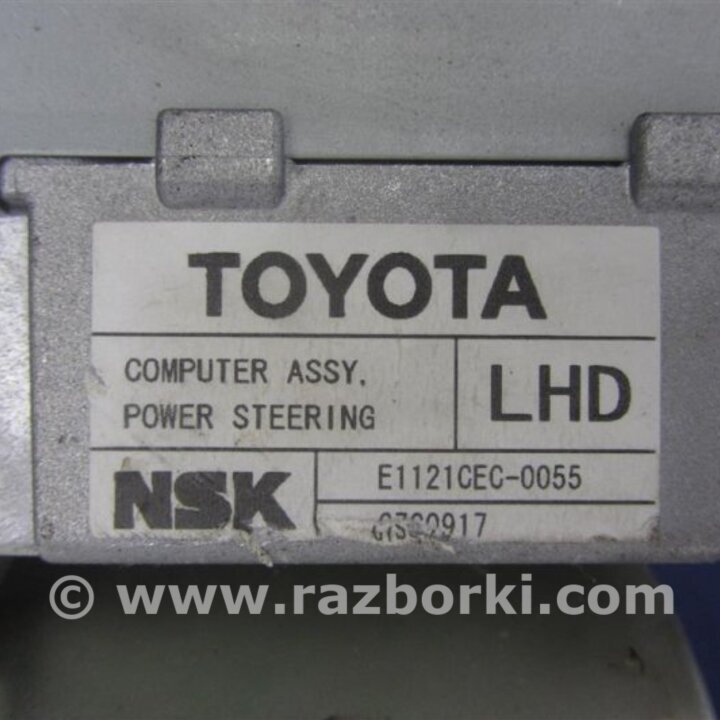 TOYOTA
COMPUTER ASSY,
POWER STEERING
LHD
NSK
E1121CEC-0055
© www.razborki.com